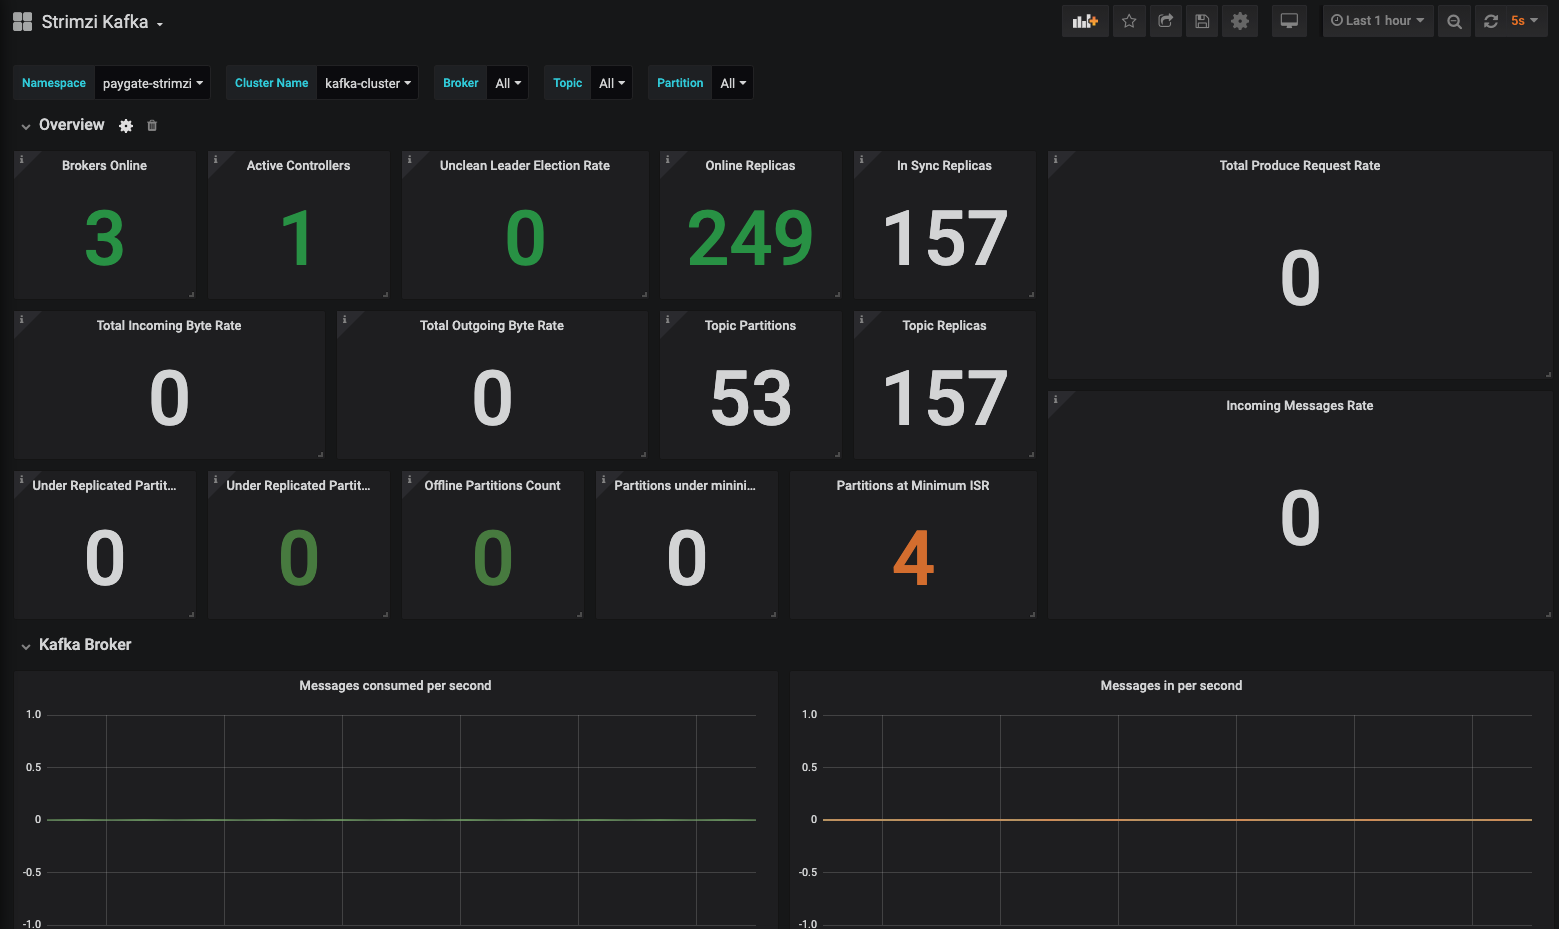 Strimzi Kafka
Last 1 hour
5s
Namespace paygate-strimzi Cluster Name kafka-cluster Broker All Topic All Partition All
Overview
Brokers Online
3
Active Controllers
1
Unclean Leader Election Rate
0
Online Replicas
249
In Sync Replicas
157
Total Produce Request Rate
0
Total Incoming Byte Rate
0
Total Outgoing Byte Rate
0
Topic Partitions
53
Topic Replicas
157
Incoming Messages Rate
0
Under Replicated Partit...
0
Under Replicated Partit...
0
Offline Partitions Count
0
Partitions under minini...
0
Partitions at Minimum ISR
4
Kafka Broker
Messages consumed per second
1.0
0.5
0
-0.5
-1.0
Messages in per second
1.0
0.5
0
-0.5
-1.0